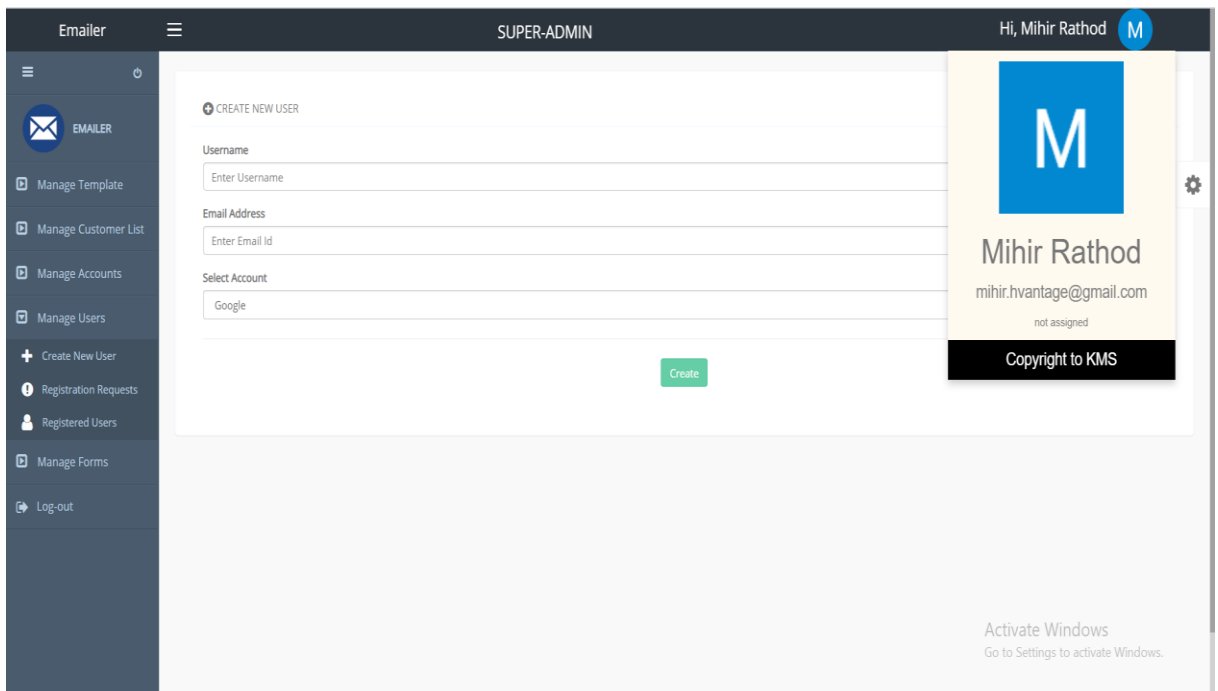 Emailer
SUPER-ADMIN
Hi, Mihir Rathod
M
EMAILER
Manage Template
Manage Customer List
Manage Accounts
Manage Users
Create New User
Registration Requests
Registered Users
Manage Forms
Log-out
CREATE NEW USER
Username
Enter Username
Email Address
Enter Email Id
Select Account
Google
Create
M
Mihir Rathod
mihir.hvantage@gmail.com
not assigned
Copyright to KMS
Activate Windows
Go to Settings to activate Windows.